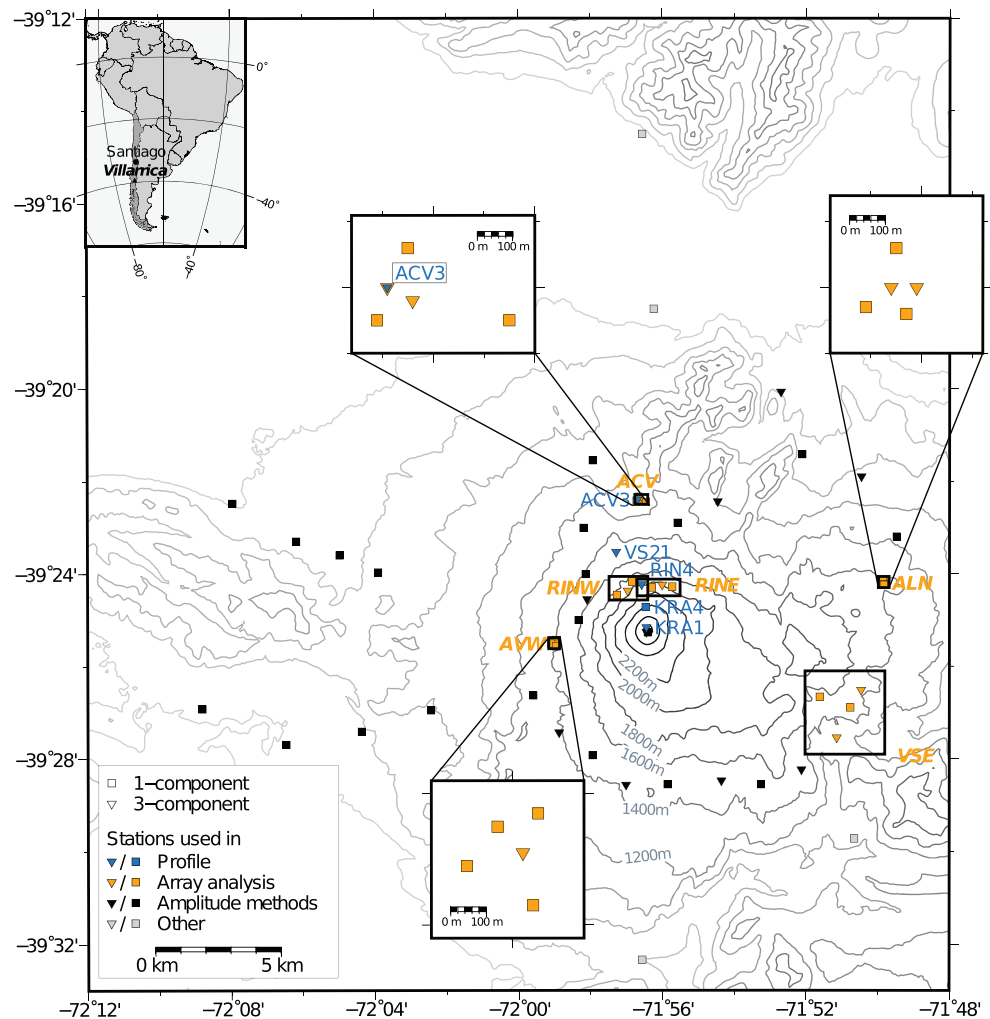 −39°12'
−39°16'
−39°20'
−39°24'
−39°28'
−39°32'
−72°12'
−72°08'
−72°04'
−72°00'
−71°56'
−71°52'
−71°48'
0°
−40°
−80°
−40°
Santiago
Villarrica
ACV3
0 m 100 m
0 m 100 m
ACV
ACV3
VS21
RIN4
RINW
RINE
KRA4
KRA1
ALN
AVW
VSE
2200m
2000m
1800m
1600m
1400m
1200m
0 m 100 m
1−component
3−component
Stations used in
/ Profile
/ Array analysis
/ Amplitude methods
/ Other
0 km 5 km